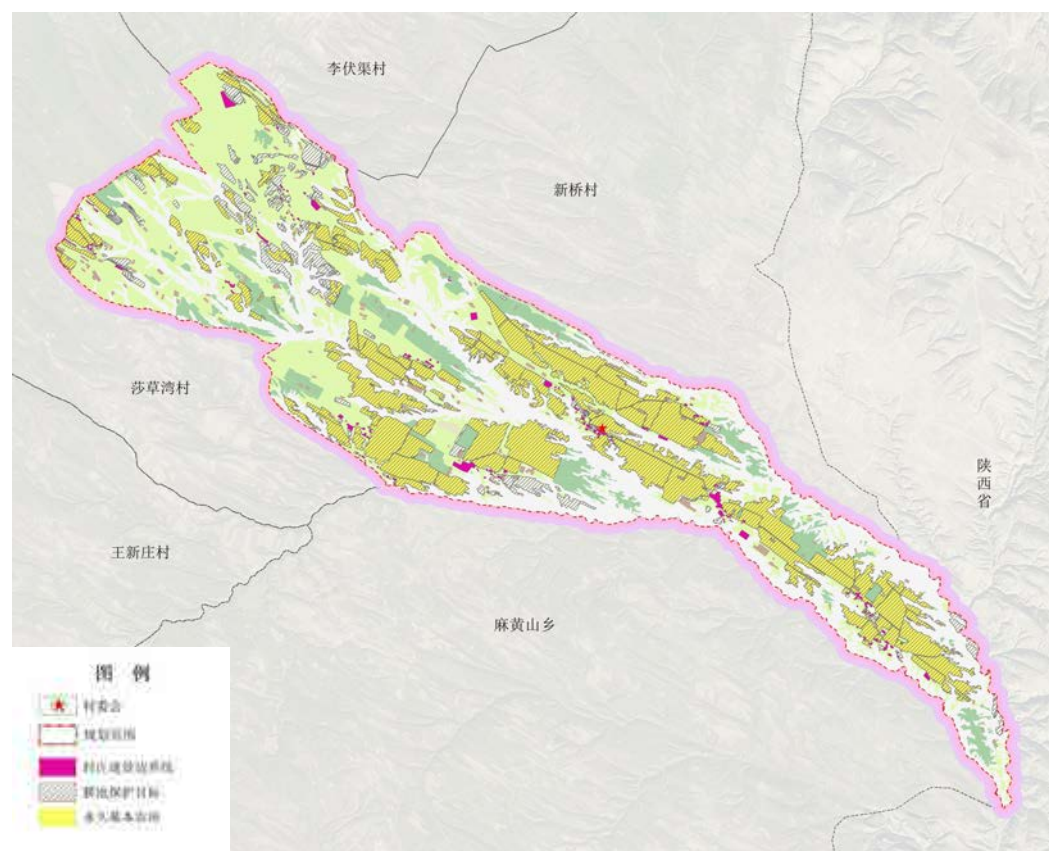 李伏渠村
新桥村
莎草湾村
陕西省
王新庄村
麻黄山乡
图 例
村委会
规划范围
村庄建设边界线
耕地保护目标
永久基本农田